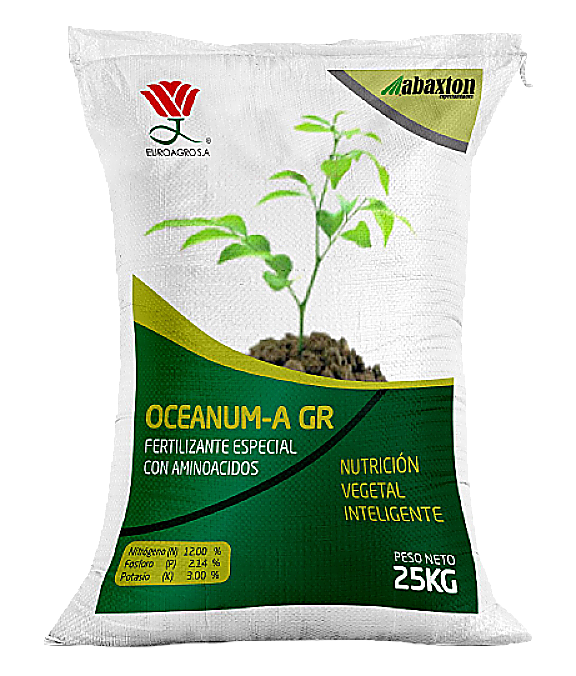 abaxton
®
EUROAGRO S.A
OCEANUM-A GR
FERTILIZANTE ESPECIAL
CON AMINOACIDOS
NUTRICIÓN
VEGETAL
INTELIGENTE
Nitrógeno (N) 12.00 %
Fosforo (P) 2.14 %
Potasio (K) 3.00 %
PESO NETO
25KG